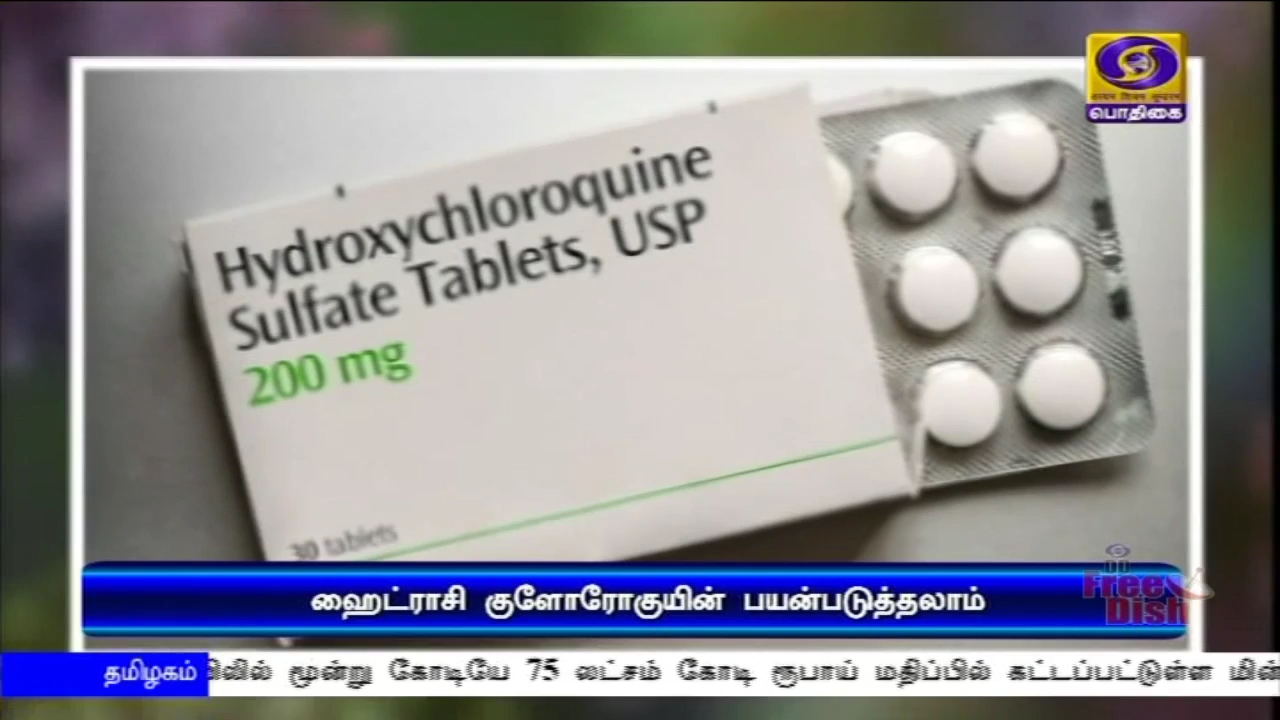 பொதிகை
Hydroxychloroquine
Sulfate Tablets, USP
200 mg
30 tablets
ஹைட்ராசி குளோரோகுயின் பயன்படுத்தலாம்
DD
Free
Dish
தமிழகம்
மூன்று கோடியே 75 லட்சம் கோடி ரூபாய் மதிப்பில் கட்டப்பட்டுள்ள